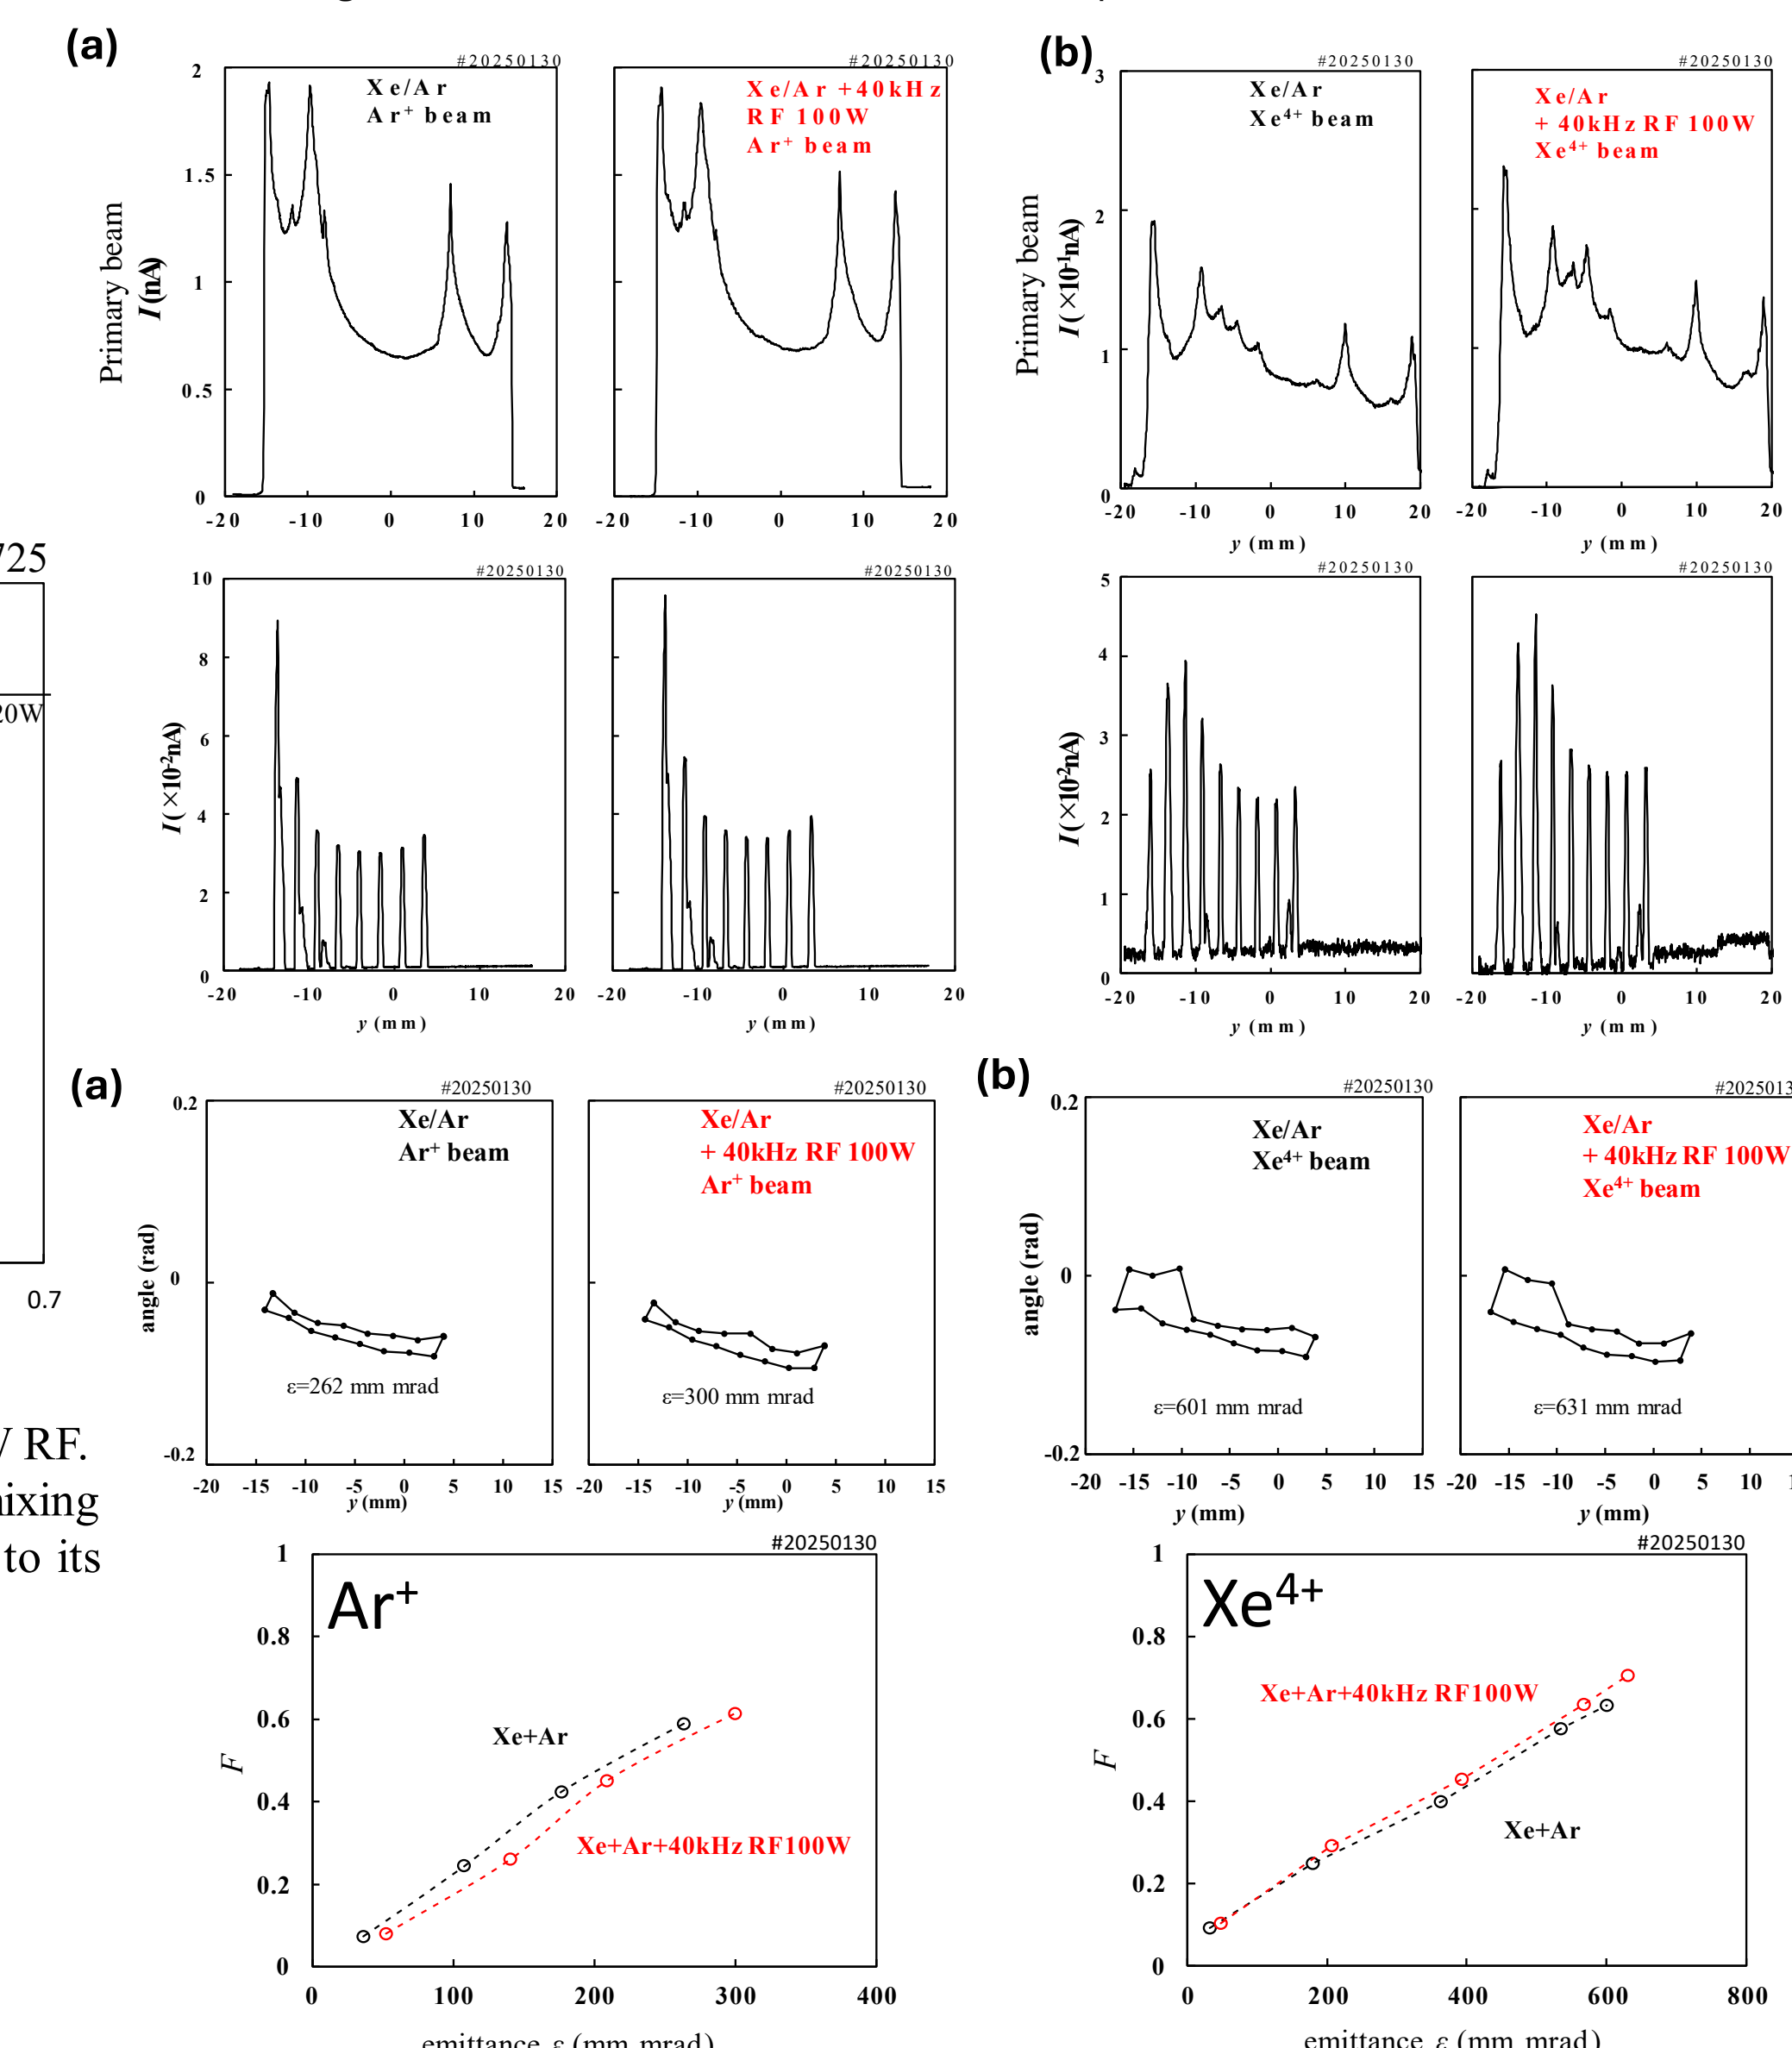 (a)
#20250130
Xe/Ar
Ar⁺ beam
2
1.5
1
0.5
0
Primary beam
I (nA)
-20 -10 0 10 20
#20250130
Xe/Ar +40kHz
RF 100W
Ar⁺ beam
-20 -10 0 10 20
(b)
#20250130
Xe/Ar
Xe⁴⁺ beam
3
2
1
0
Primary beam
I (×10⁻¹nA)
-20 -10 0 10 20
y (mm)
#20250130
Xe/Ar
+ 40kHz RF 100W
Xe⁴⁺ beam
-20 -10 0 10 20
y (mm)
725
20W
0.7
#20250130
10
8
6
4
2
0
I (×10⁻²nA)
-20 -10 0 10 20
y (mm)
#20250130
-20 -10 0 10 20
y (mm)
#20250130
5
4
3
2
1
0
I (×10⁻²nA)
-20 -10 0 10 20
y (mm)
#20250130
-20 -10 0 10 20
y (mm)
(a)
#20250130
Xe/Ar
Ar⁺ beam
0.2
0
-0.2
angle (rad)
ε=262 mm mrad
-20 -15 -10 -5 0 5 10 15
y (mm)
#20250130
Xe/Ar
+ 40kHz RF 100W
Ar⁺ beam
ε=300 mm mrad
-20 -15 -10 -5 0 5 10 15
y (mm)
(b)
#20250130
Xe/Ar
Xe⁴⁺ beam
0.2
0
-0.2
angle (rad)
ε=601 mm mrad
-20 -15 -10 -5 0 5 10 15
y (mm)
#2025013
Xe/Ar
+ 40kHz RF 100W
Xe⁴⁺ beam
ε=631 mm mrad
-20 -15 -10 -5 0 5 10
y (mm)
RF.
mixing
to its
#20250130
Ar⁺
1
0.8
0.6
0.4
0.2
0
F
Xe+Ar
Xe+Ar+40kHz RF100W
0 100 200 300 400
emittance ε (mm mrad)
#20250130
Xe⁴⁺
1
0.8
0.6
0.4
0.2
0
F
Xe+Ar+40kHz RF100W
Xe+Ar
0 200 400 600 800
emittance ε (mm mrad)